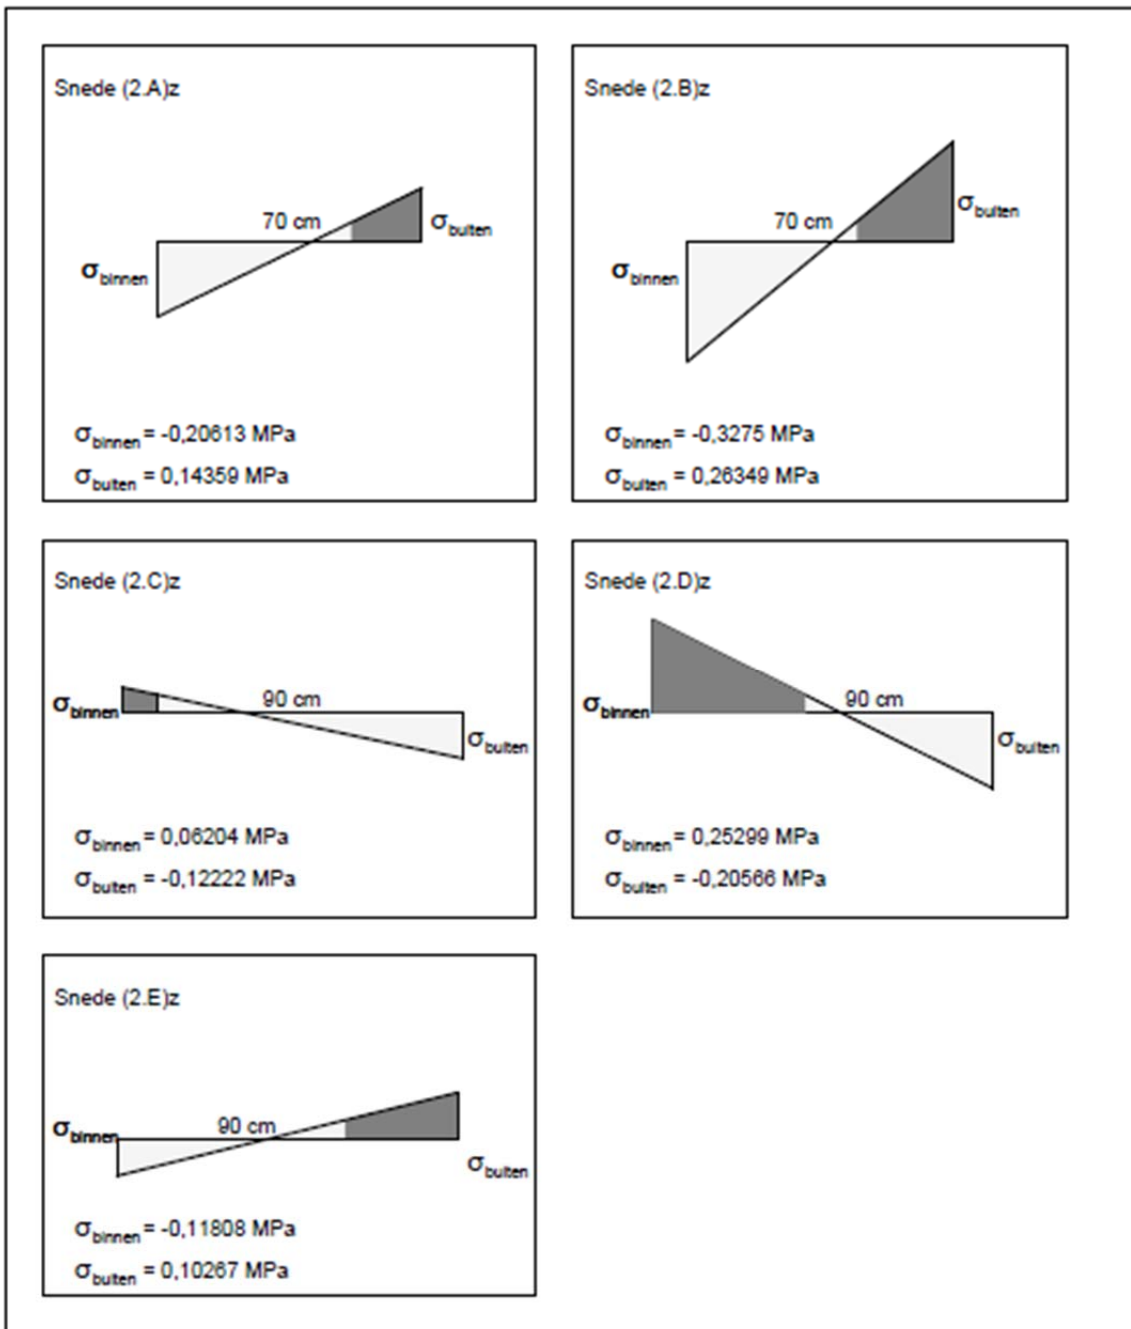 Snede (2.A)z
70 cm
σbuiten
σbinnen
σbinnen = -0,20613 MPa
σbuiten = 0,14359 MPa
Snede (2.B)z
70 cm
σbuiten
σbinnen
σbinnen = -0,3275 MPa
σbuiten = 0,26349 MPa
Snede (2.C)z
90 cm
σbinnen
σbuiten
σbinnen = 0,06204 MPa
σbuiten = -0,12222 MPa
Snede (2.D)z
90 cm
σbinnen
σbuiten
σbinnen = 0,25299 MPa
σbuiten = -0,20566 MPa
Snede (2.E)z
90 cm
σbinnen
σbuiten
σbinnen = -0,11808 MPa
σbuiten = 0,10267 MPa